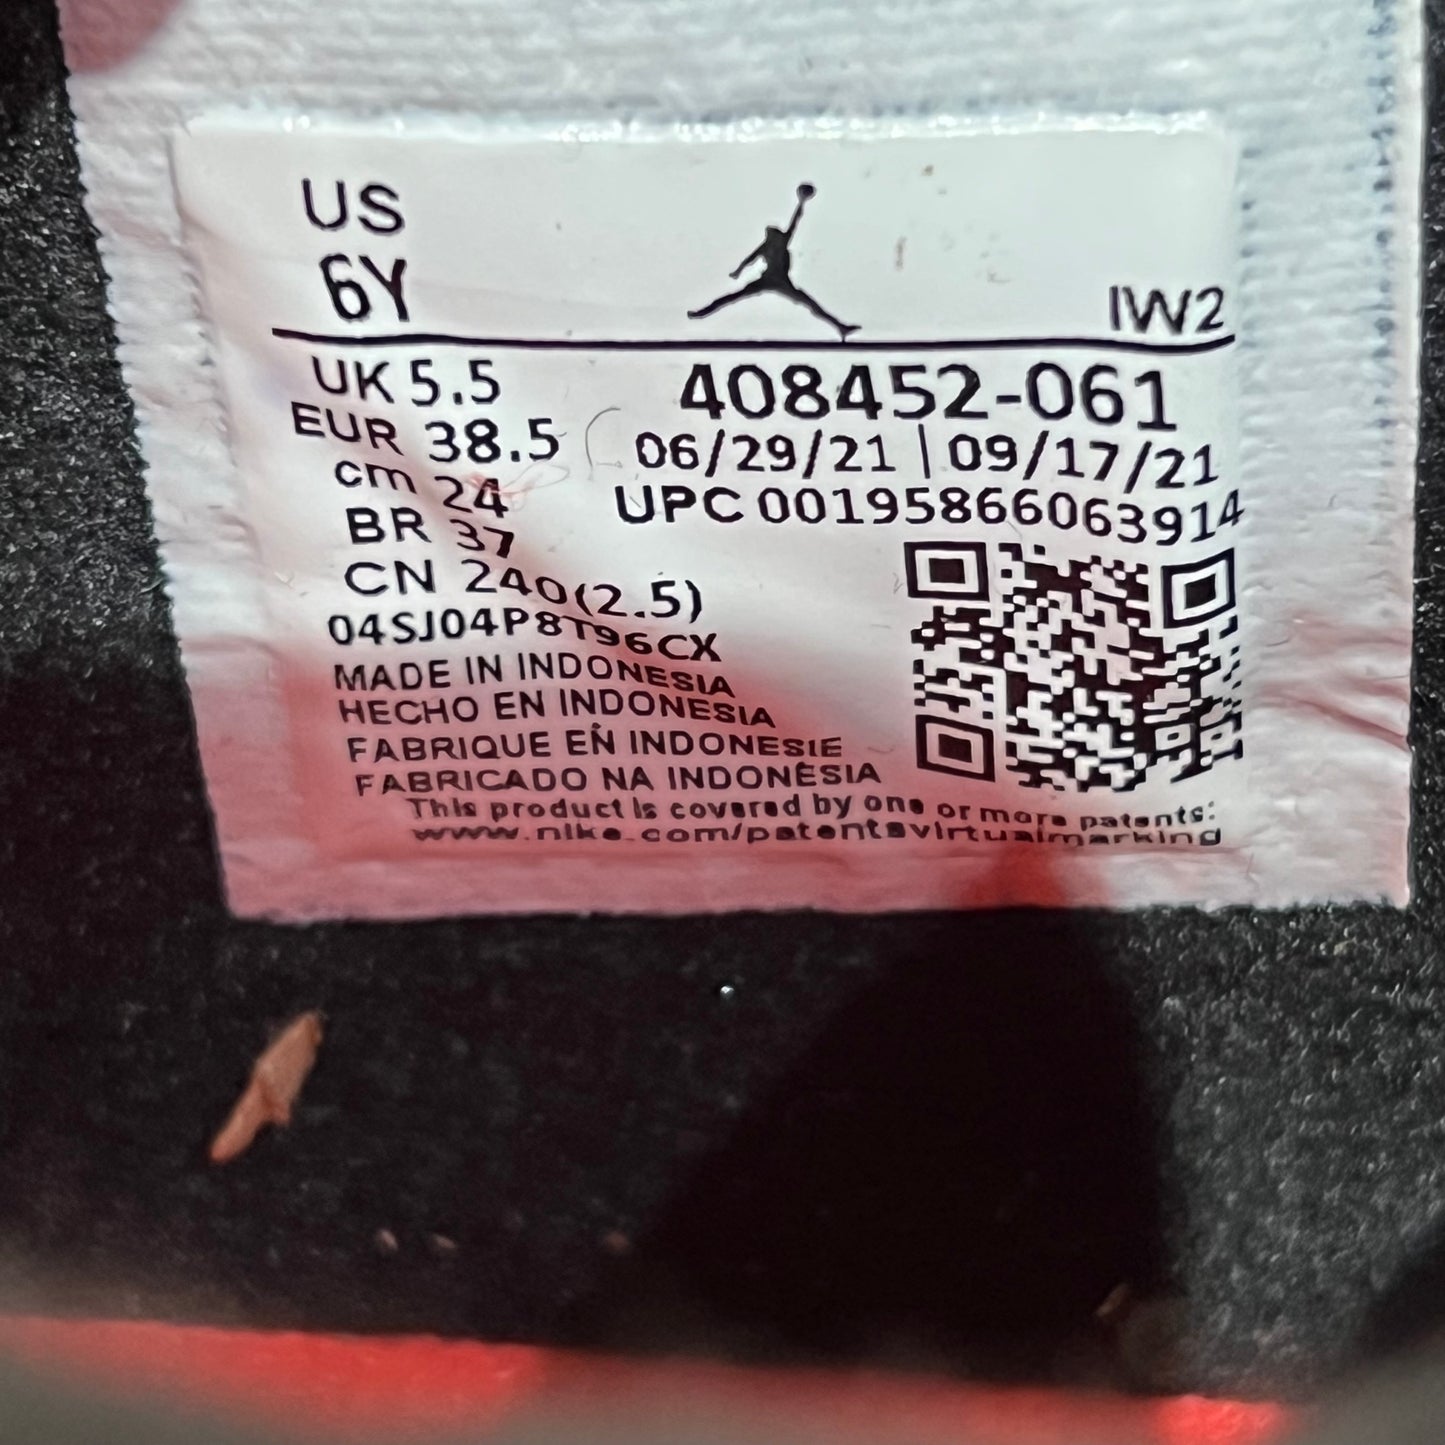 US
6Y
IW2
UK 5.5
408452-061
EUR 38.5
06/29/21 | 09/17/21
cm 24
UPC 00195866063914
BR 37
CN 240(2.5)
04SJ04P8T96CX
MADE IN INDONESIA
HECHO EN INDONESIA
FABRIQUE EN INDONESIE
FABRICADO NA INDONÉSIA
This product is covered by one or more patents:
www.nike.com/patentsvirtualmarking